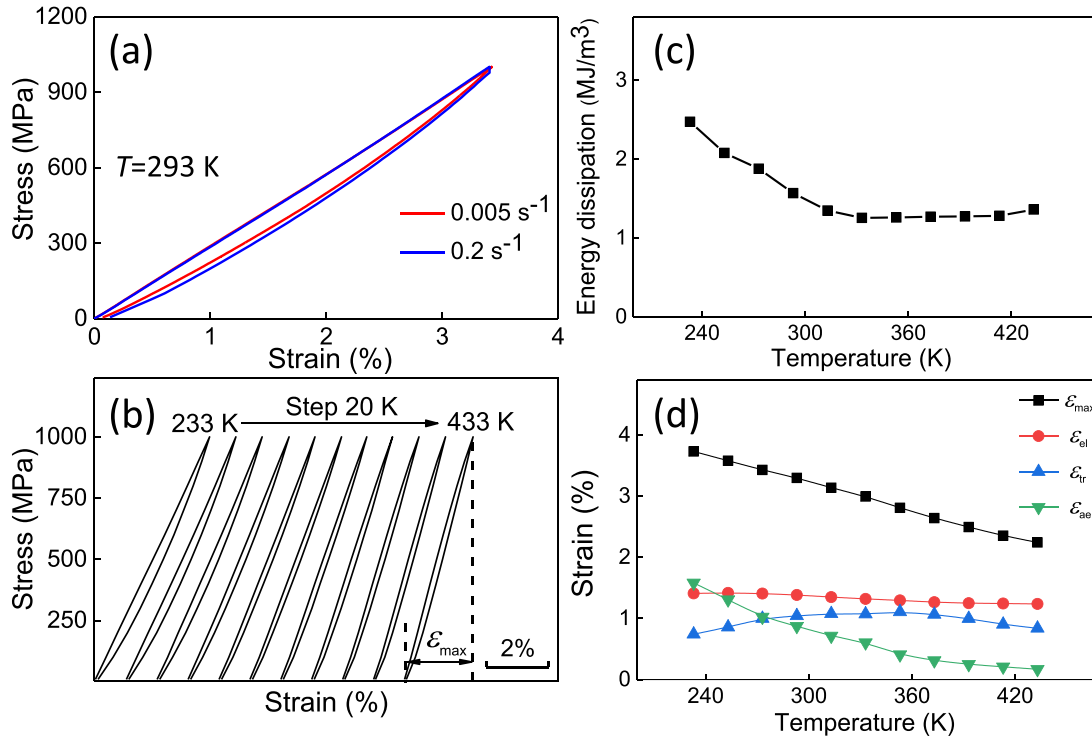 (a)
1200
900
600
300
0
Stress (MPa)
T=293 K
0.005 s-1
0.2 s-1
0 1 2 3 4
Strain (%)
(c)
3
2
1
0
Energy dissipation (MJ/m³)
240 300 360 420
Temperature (K)
(b)
Step 20 K
233 K
433 K
1000
750
500
250
Stress (MPa)
εmax
2%
Strain (%)
(d)
4
3
2
1
0
Strain (%)
εmax
εel
εtr
εae
240 300 360 420
Temperature (K)